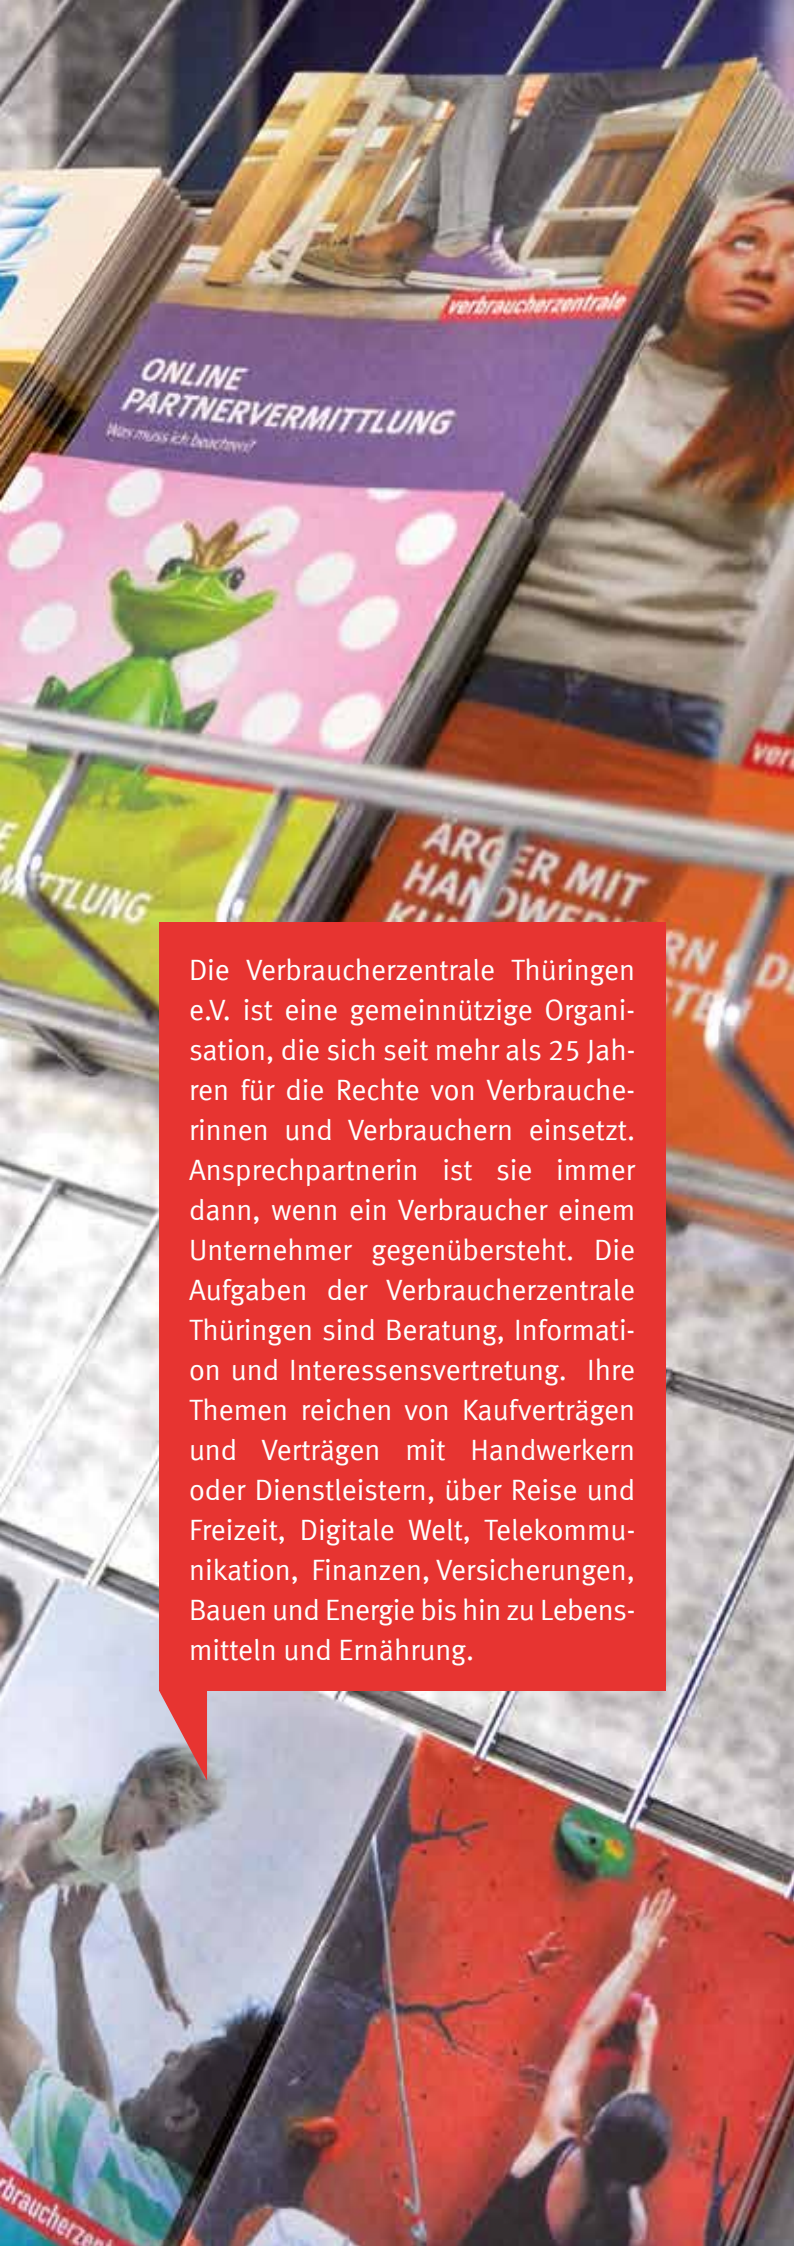 verbraucherzentrale
ONLINE
PARTNERVERMITTLUNG
Was muss ich beachten?
TTLUNG
ÄRGER MIT
Die Verbraucherzentrale Thüringen
e.V. ist eine gemeinnützige Organi-
sation, die sich seit mehr als 25 Jah-
ren für die Rechte von Verbrauche-
rinnen und Verbrauchern einsetzt.
Ansprechpartnerin ist sie immer
dann, wenn ein Verbraucher einem
Unternehmer gegenübersteht. Die
Aufgaben der Verbraucherzentrale
Thüringen sind Beratung, Informati-
on und Interessensvertretung. Ihre
Themen reichen von Kaufverträgen
und Verträgen mit Handwerkern
oder Dienstleistern, über Reise und
Freizeit, Digitale Welt, Telekommu-
nikation, Finanzen, Versicherungen,
Bauen und Energie bis hin zu Lebens-
mitteln und Ernährung.